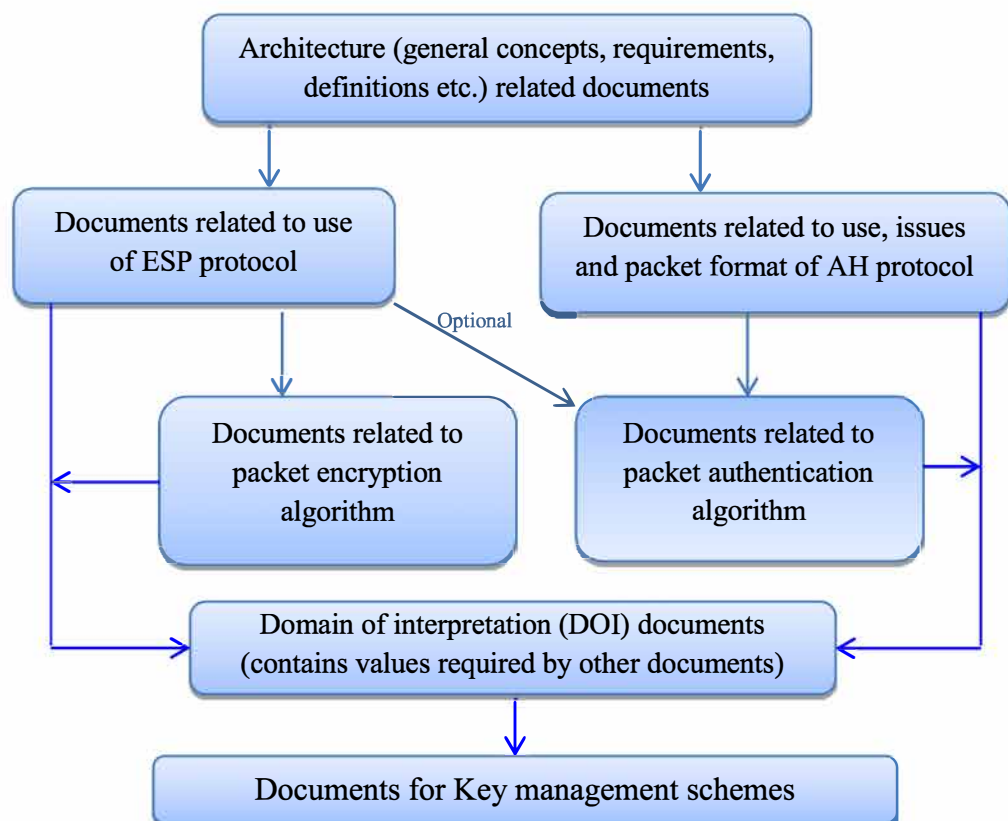 Architecture (general concepts, requirements,
definitions etc.) related documents
Documents related to use
of ESP protocol
Documents related to use, issues
and packet format of AH protocol
Optional
Documents related to
packet encryption
algorithm
Documents related to
packet authentication
algorithm
Domain of interpretation (DOI) documents
(contains values required by other documents)
Documents for Key management schemes